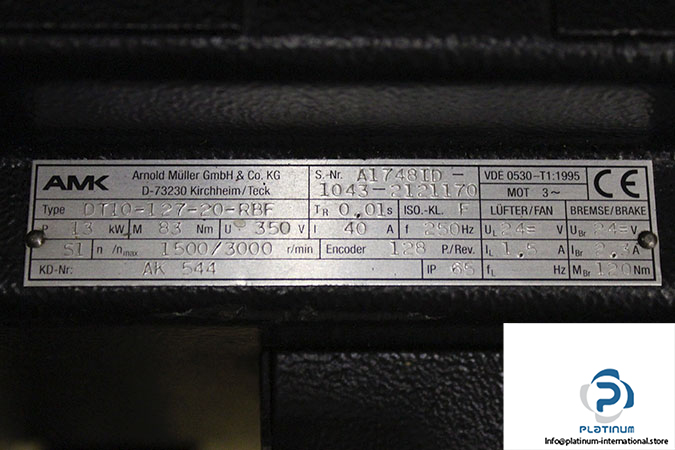 AMK Arnold Müller GmbH & Co. KG S.-Nr. A1748ID - VDE 0530-T1:1995 CE
D-73230 Kirchheim/Teck 1043-2121170 MOT 3~
Type DT10-127-20-RBF TR 0,01s ISO.-KL. F LÜFTER/FAN BREMSE/BRAKE
P 13 kW M 83 Nm U 350 V I 40 A f 250Hz UL 24= V UBr 24= V
S1 n /nmax 1500/3000 r/min Encoder 128 P./Rev. IL 1,5 A IBr 2,3 A
KD-Nr: AK 544 IP 65 fL Hz MBr 120 Nm
PLATINUM
Info@platinum-international.store